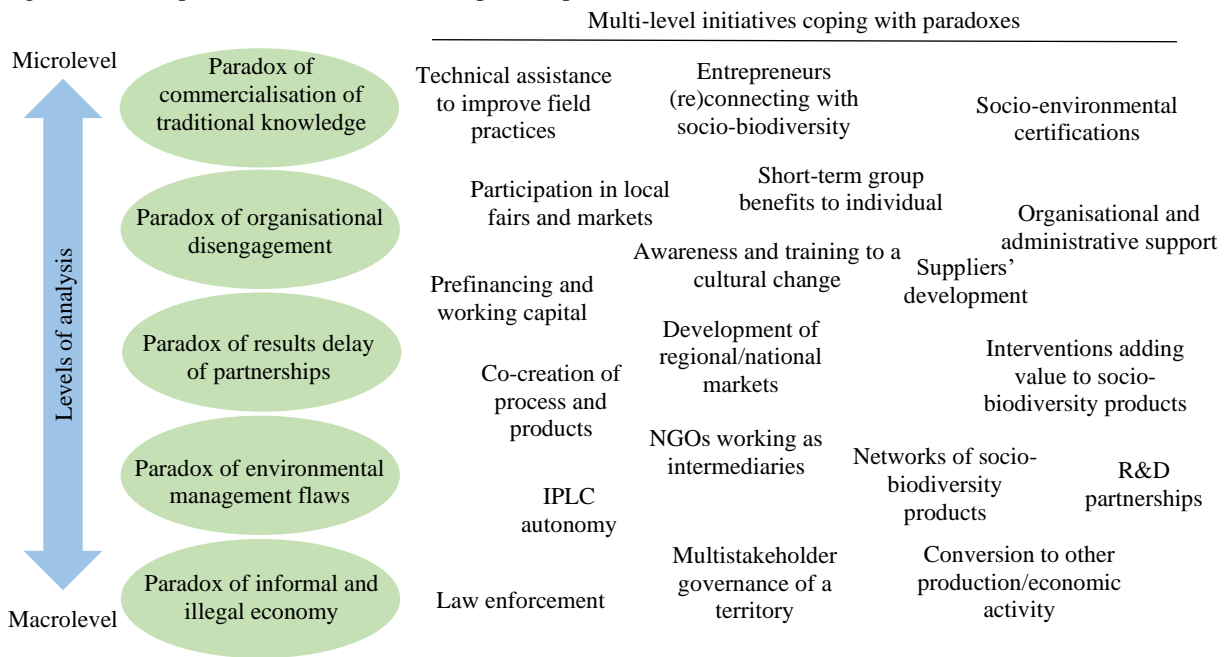 Multi-level initiatives coping with paradoxes
Microlevel
Levels of analysis
Macrolevel
Paradox of
commercialisation of
traditional knowledge
Paradox of organisational
disengagement
Paradox of results delay
of partnerships
Paradox of environmental
management flaws
Paradox of informal and
illegal economy
Technical assistance
to improve field
practices
Entrepreneurs
(re)connecting with
socio-biodiversity
Socio-environmental
certifications
Participation in local
fairs and markets
Short-term group
benefits to individual
Organisational and
administrative support
Awareness and training to a
cultural change
Suppliers’
development
Prefinancing and
working capital
Development of
regional/national
markets
Interventions adding
value to socio-
biodiversity products
Co-creation of
process and
products
NGOs working as
intermediaries
Networks of socio-
biodiversity
products
R&D
partnerships
IPLC
autonomy
Law enforcement
Multistakeholder
governance of a
territory
Conversion to other
production/economic
activity